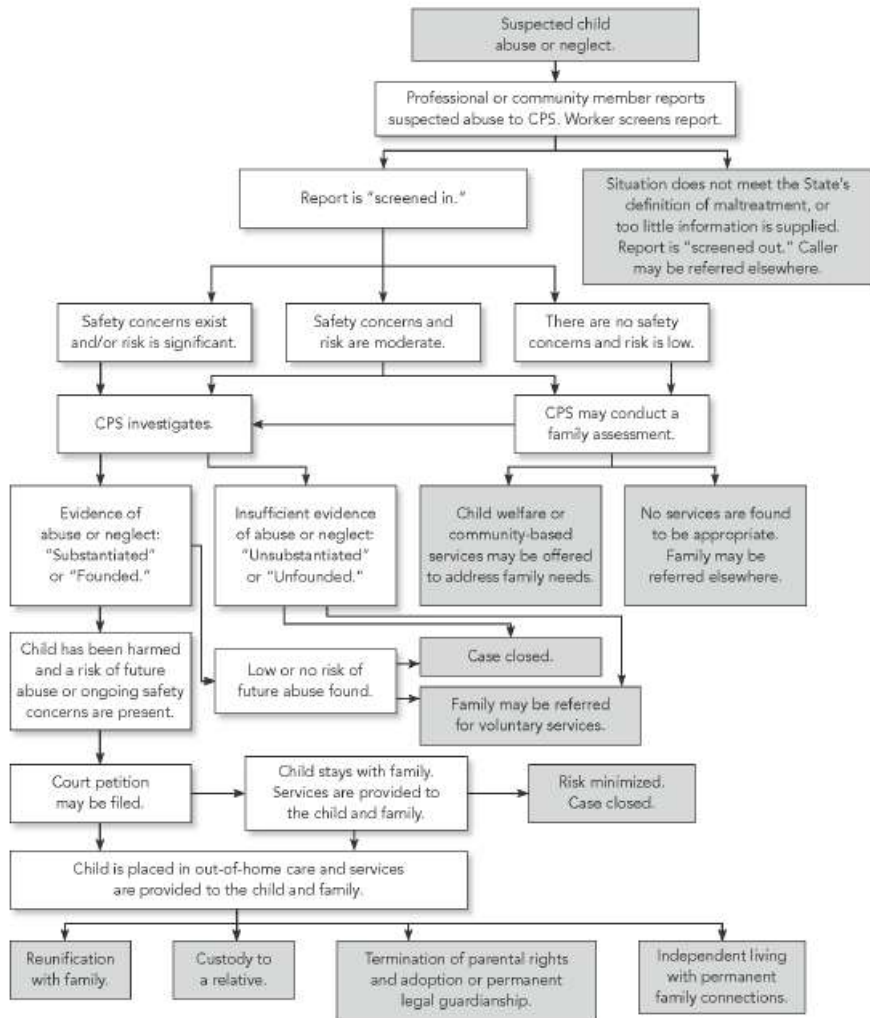 Suspected child
abuse or neglect.
Professional or community member reports
suspected abuse to CPS. Worker screens report.
Report is “screened in.”
Situation does not meet the State’s
definition of maltreatment, or
too little information is supplied.
Report is “screened out.” Caller
may be referred elsewhere.
Safety concerns exist
and/or risk is significant.
Safety concerns and
risk are moderate.
There are no safety
concerns and risk is low.
CPS investigates.
CPS may conduct a
family assessment.
Evidence of
abuse or neglect:
“Substantiated”
or “Founded.”
Insufficient evidence
of abuse or neglect:
“Unsubstantiated”
or “Unfounded.”
Child welfare or
community-based
services may be offered
to address family needs.
No services are found
to be appropriate.
Family may be
referred elsewhere.
Child has been harmed
and a risk of future
abuse or ongoing safety
concerns are present.
Low or no risk of
future abuse found.
Case closed.
Family may be referred
for voluntary services.
Court petition
may be filed.
Child stays with family.
Services are provided to
the child and family.
Risk minimized.
Case closed.
Child is placed in out-of-home care and services
are provided to the child and family.
Reunification
with family.
Custody to
a relative.
Termination of parental rights
and adoption or permanent
legal guardianship.
Independent living
with permanent
family connections.